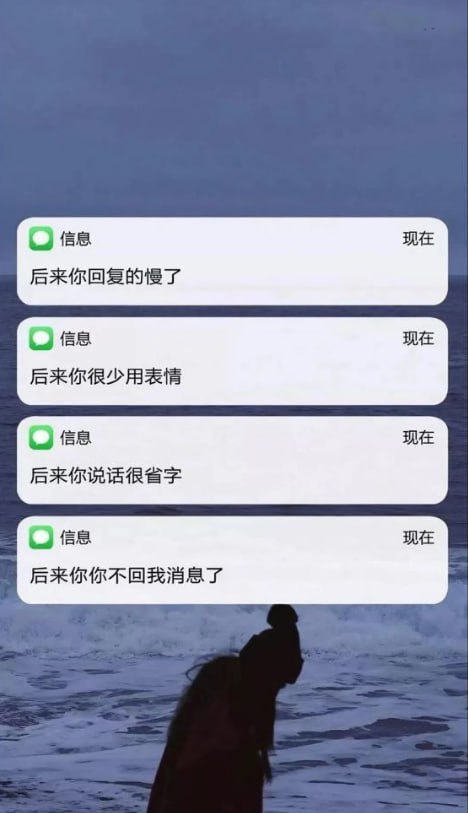 信息 现在
后来你回复的慢了
信息 现在
后来你很少用表情
信息 现在
后来你说话很省字
信息 现在
后来你你不回我消息了